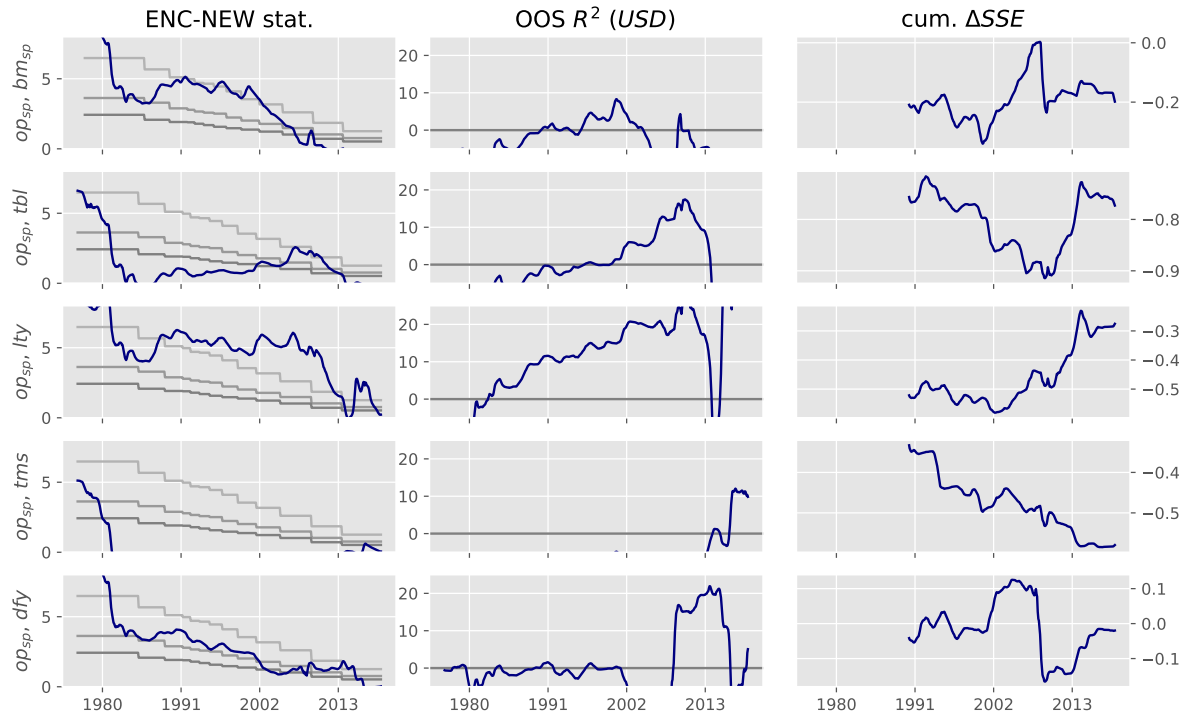 ENC-NEW stat. OOS R² (USD) cum. ΔSSE
op_sp, bm_sp 5 0 20 10 0 0.0 −0.2
op_sp, tbl 5 0 20 10 0 −0.8 −0.9
op_sp, lty 5 0 20 10 0 −0.3 −0.4 −0.5
op_sp, tms 5 0 20 10 0 −0.4 −0.5
op_sp, dfy 5 0 20 10 0 0.1 0.0 −0.1
1980 1991 2002 2013 1980 1991 2002 2013 1980 1991 2002 2013